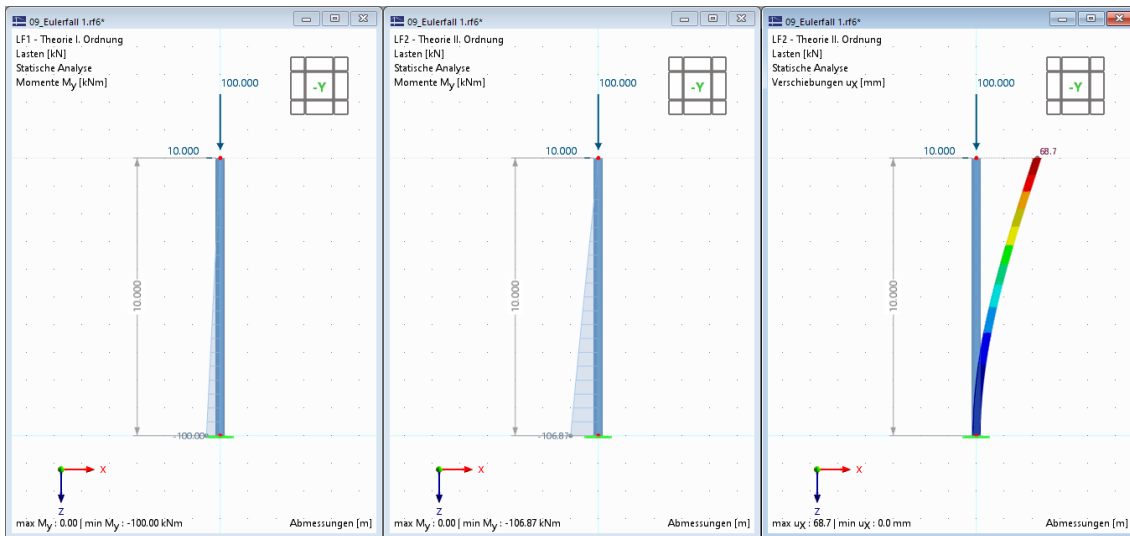 09_Eulerfall 1.rf6*
LF1 - Theorie I. Ordnung
Lasten [kN]
Statische Analyse
Momente My [kNm]
-Y
100.000
10.000
10.000
-100.00
X
Z
max My : 0.00 | min My : -100.00 kNm
Abmessungen [m]
09_Eulerfall 1.rf6*
LF2 - Theorie II. Ordnung
Lasten [kN]
Statische Analyse
Momente My [kNm]
-Y
100.000
10.000
10.000
-106.87
X
Z
max My : 0.00 | min My : -106.87 kNm
Abmessungen [m]
09_Eulerfall 1.rf6*
LF2 - Theorie II. Ordnung
Lasten [kN]
Statische Analyse
Verschiebungen uX [mm]
-Y
100.000
10.000
68.7
10.000
X
Z
max uX : 68.7 | min uX : 0.0 mm
Abmessungen [m]